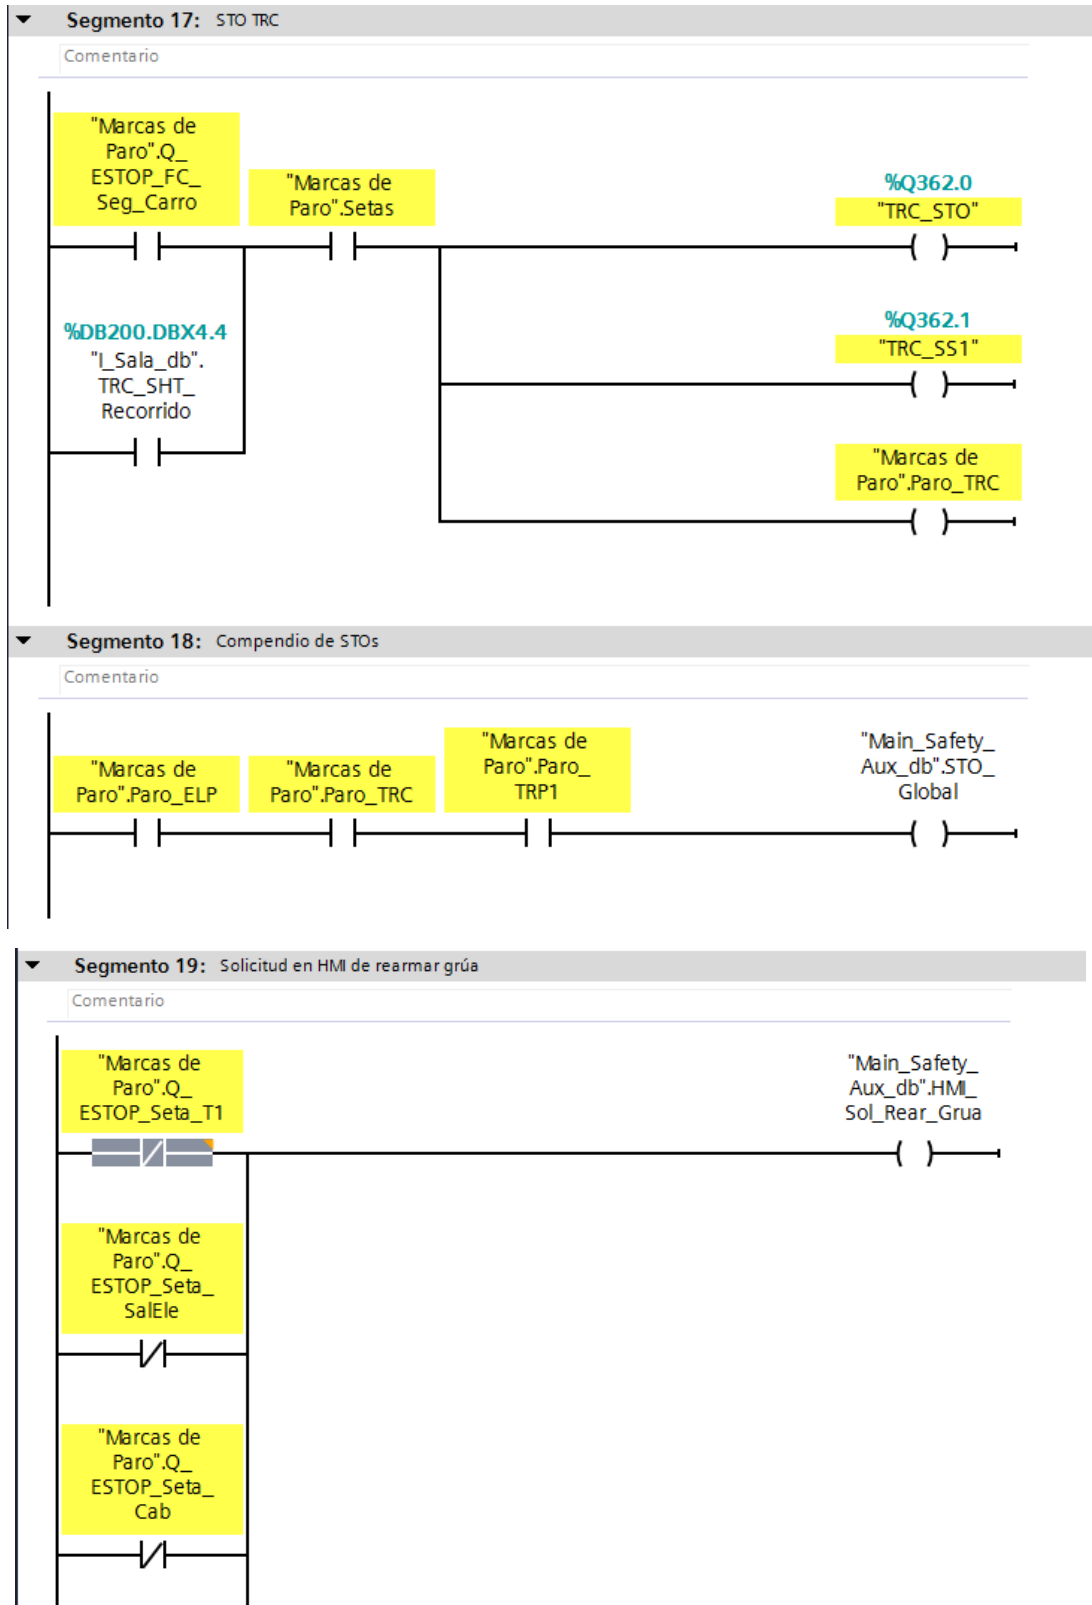 Segmento 17: STO TRC
Comentario
"Marcas de
Paro".Q_
ESTOP_FC_
Seg_Carro
"Marcas de
Paro".Setas
%Q362.0
"TRC_STO"
%DB200.DBX4.4
"I_Sala_db".
TRC_SHT_
Recorrido
%Q362.1
"TRC_SS1"
"Marcas de
Paro".Paro_TRC
Segmento 18: Compendio de STOs
Comentario
"Marcas de
Paro".Paro_ELP
"Marcas de
Paro".Paro_TRC
"Marcas de
Paro".Paro_
TRP1
"Main_Safety_
Aux_db".STO_
Global
Segmento 19: Solicitud en HMI de rearmar grúa
Comentario
"Marcas de
Paro".Q_
ESTOP_Seta_T1
"Main_Safety_
Aux_db".HMI_
Sol_Rear_Grua
"Marcas de
Paro".Q_
ESTOP_Seta_
SalEle
"Marcas de
Paro".Q_
ESTOP_Seta_
Cab